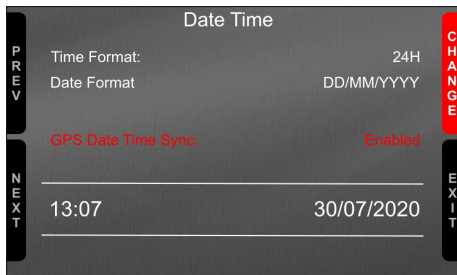 Date Time
PREV
CHANGE
Time Format: 24H
Date Format DD/MM/YYYY
GPS Date Time Sync: Enabled
NEXT
EXIT
13:07 30/07/2020